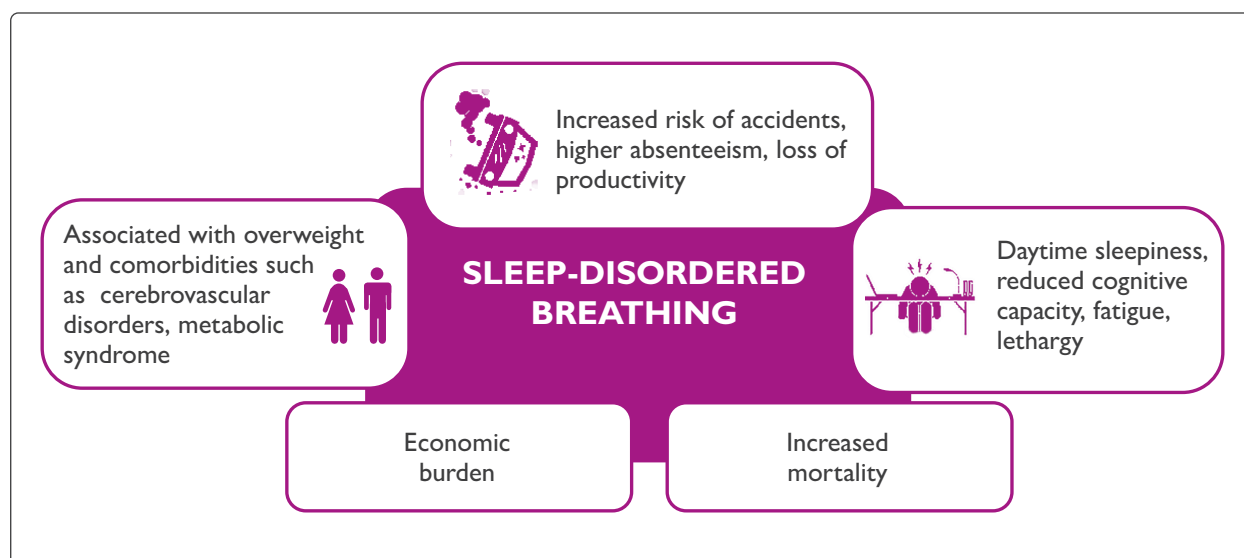 Increased risk of accidents,
higher absenteeism, loss of
productivity
Associated with overweight
and comorbidities such
as cerebrovascular
disorders, metabolic
syndrome
SLEEP-DISORDERED
BREATHING
Daytime sleepiness,
reduced cognitive
capacity, fatigue,
lethargy
Economic
burden
Increased
mortality